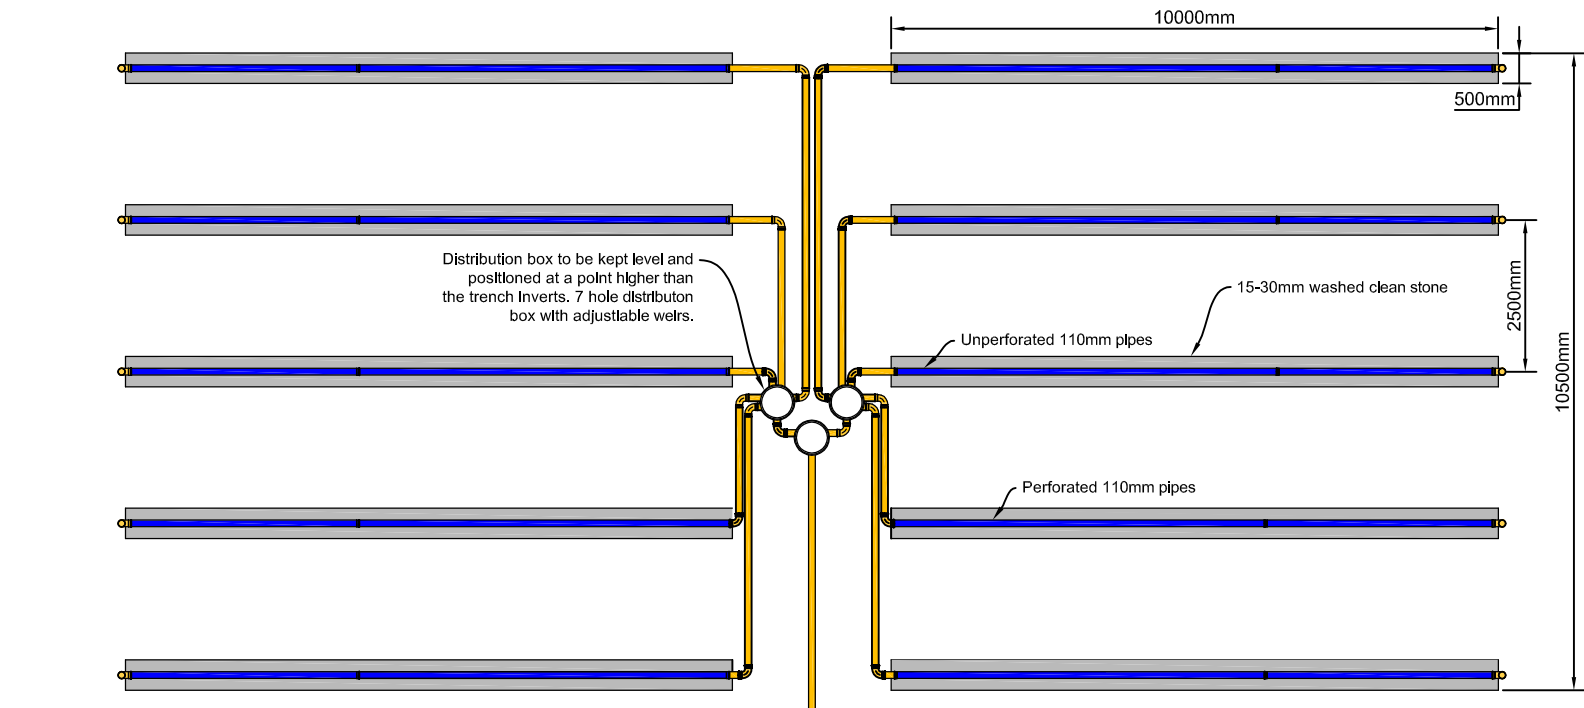 10000mm
500mm
Distribution box to be kept level and
positioned at a point higher than
the trench inverts. 7 hole distributon
box with adjustiable weirs.
2500mm
10500mm
15-30mm washed clean stone
Unperforated 110mm pipes
Perforated 110mm pipes